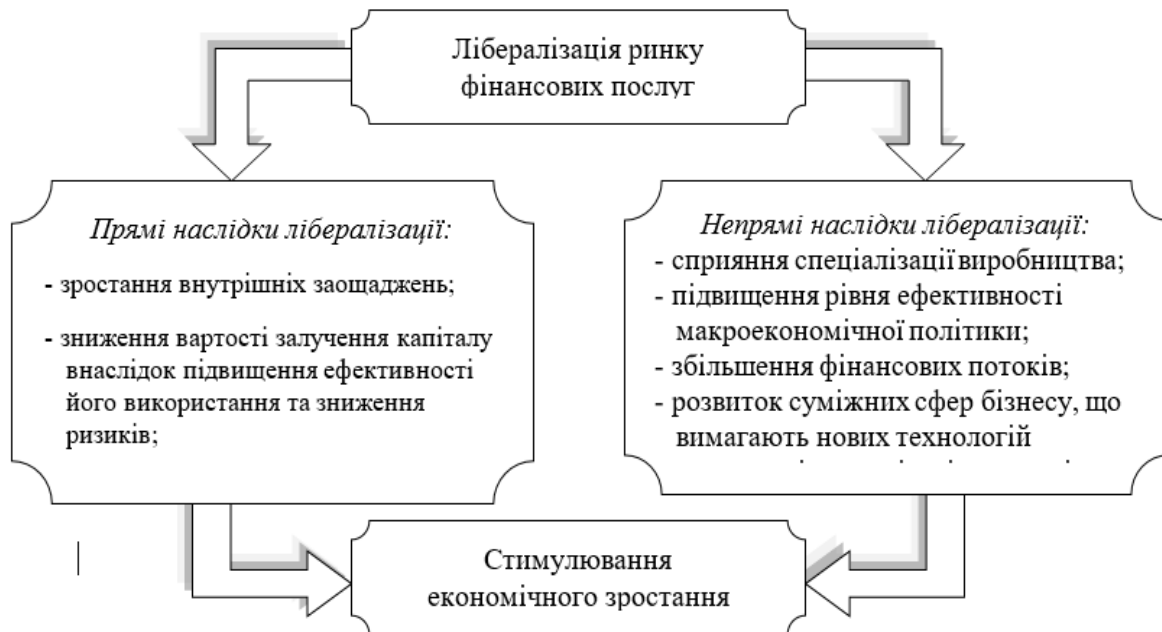 Лібералізація ринку
фінансових послуг
Прямі наслідки лібералізації:
- зростання внутрішніх заощаджень;
- зниження вартості залучення капіталу
внаслідок підвищення ефективності
його використання та зниження
ризиків;
Непрямі наслідки лібералізації:
- сприяння спеціалізації виробництва;
- підвищення рівня ефективності
макроекономічної політики;
- збільшення фінансових потоків;
- розвиток суміжних сфер бізнесу, що
вимагають нових технологій
Стимулювання
економічного зростання